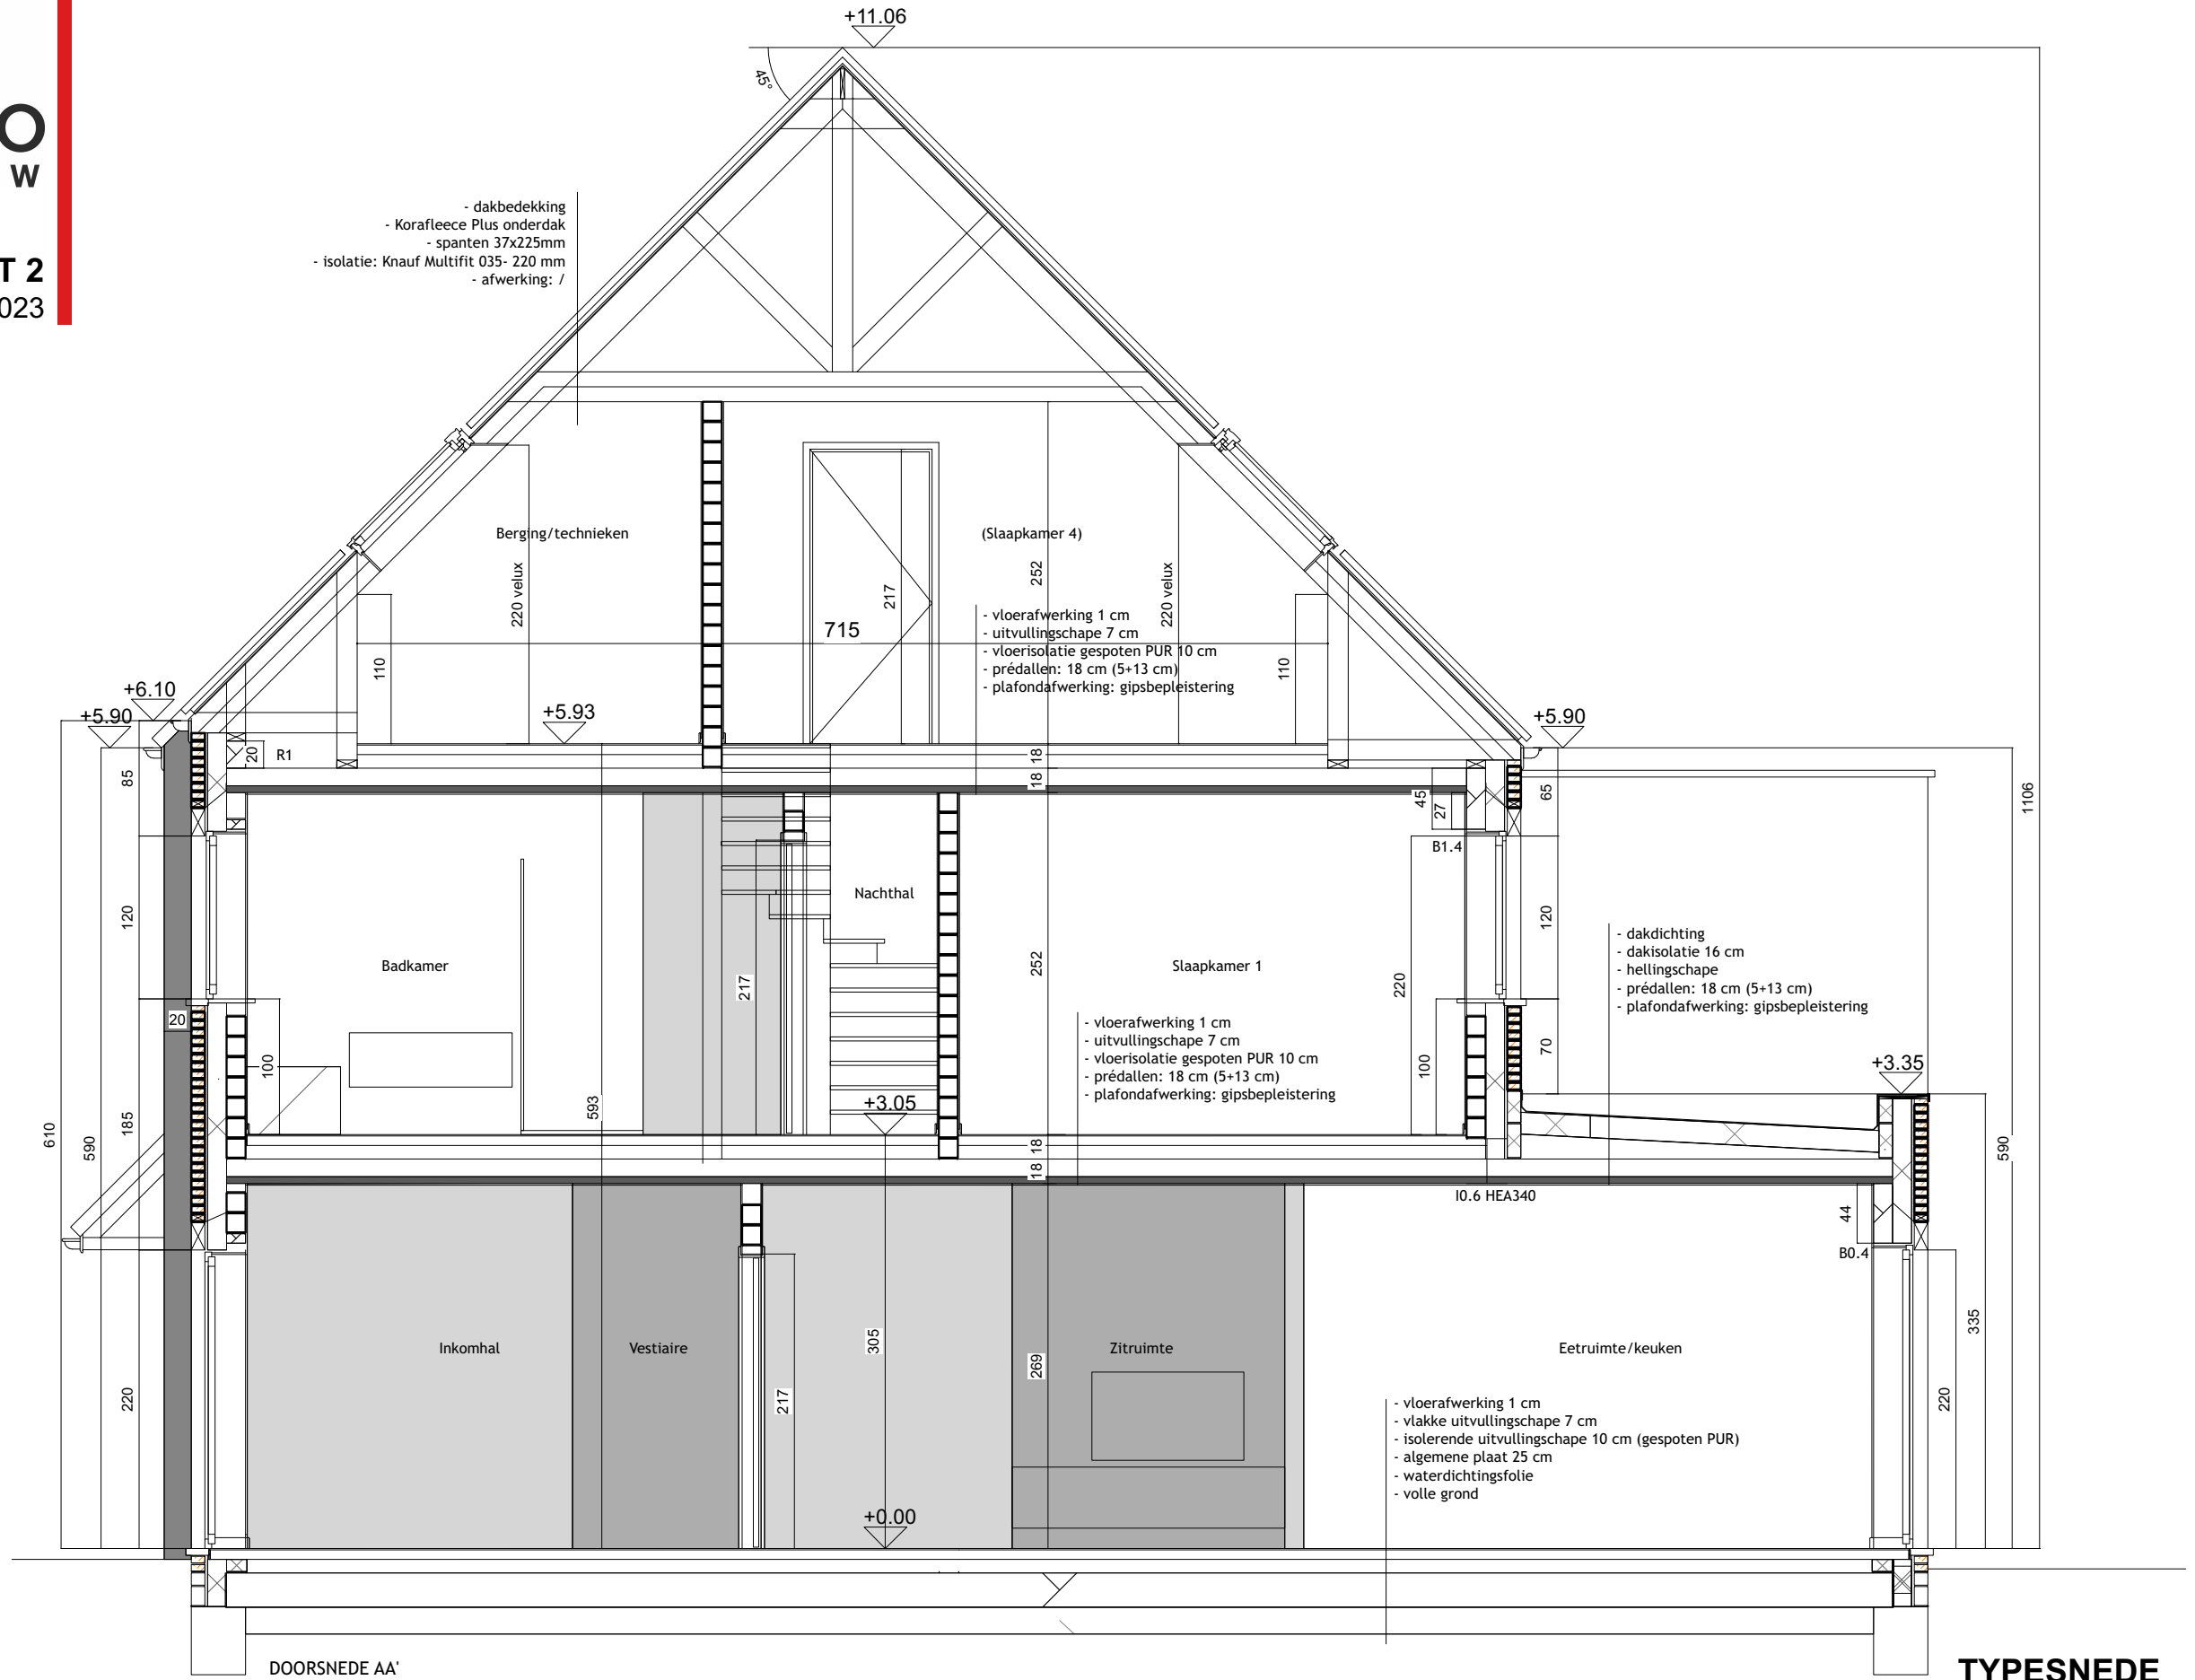 O
W
T 2
023
+11.06
45°
- dakbedekking
- Korafleece Plus onderdak
- spanten 37x225mm
- isolatie: Knauf Multifit 035- 220 mm
- afwerking: /
Berging/technieken
(Slaapkamer 4)
220 velux
217
252
220 velux
715
110
110
- vloerafwerking 1 cm
- uitvullingschape 7 cm
- vloerisolatie gespoten PUR 10 cm
- prédallen: 18 cm (5+13 cm)
- plafondafwerking: gipsbepleistering
+6.10
+5.90
+5.93
+5.90
20
R1
18
18
85
45
27
65
1106
B1.4
120
Nachthal
120
Badkamer
217
252
Slaapkamer 1
220
- dakdichting
- dakisolatie 16 cm
- hellingschape
- prédallen: 18 cm (5+13 cm)
- plafondafwerking: gipsbepleistering
20
100
- vloerafwerking 1 cm
- uitvullingschape 7 cm
- vloerisolatie gespoten PUR 10 cm
- prédallen: 18 cm (5+13 cm)
- plafondafwerking: gipsbepleistering
100
70
+3.35
593
+3.05
610
590
185
18
18
590
I0.6 HEA340
44
B0.4
Inkomhal
Vestiaire
305
269
Zitruimte
Eetruimte/keuken
335
220
217
220
- vloerafwerking 1 cm
- vlakke uitvullingschape 7 cm
- isolerende uitvullingschape 10 cm (gespoten PUR)
- algemene plaat 25 cm
- waterdichtingsfolie
- volle grond
+0.00
DOORSNEDE AA'
TYPESNEDE